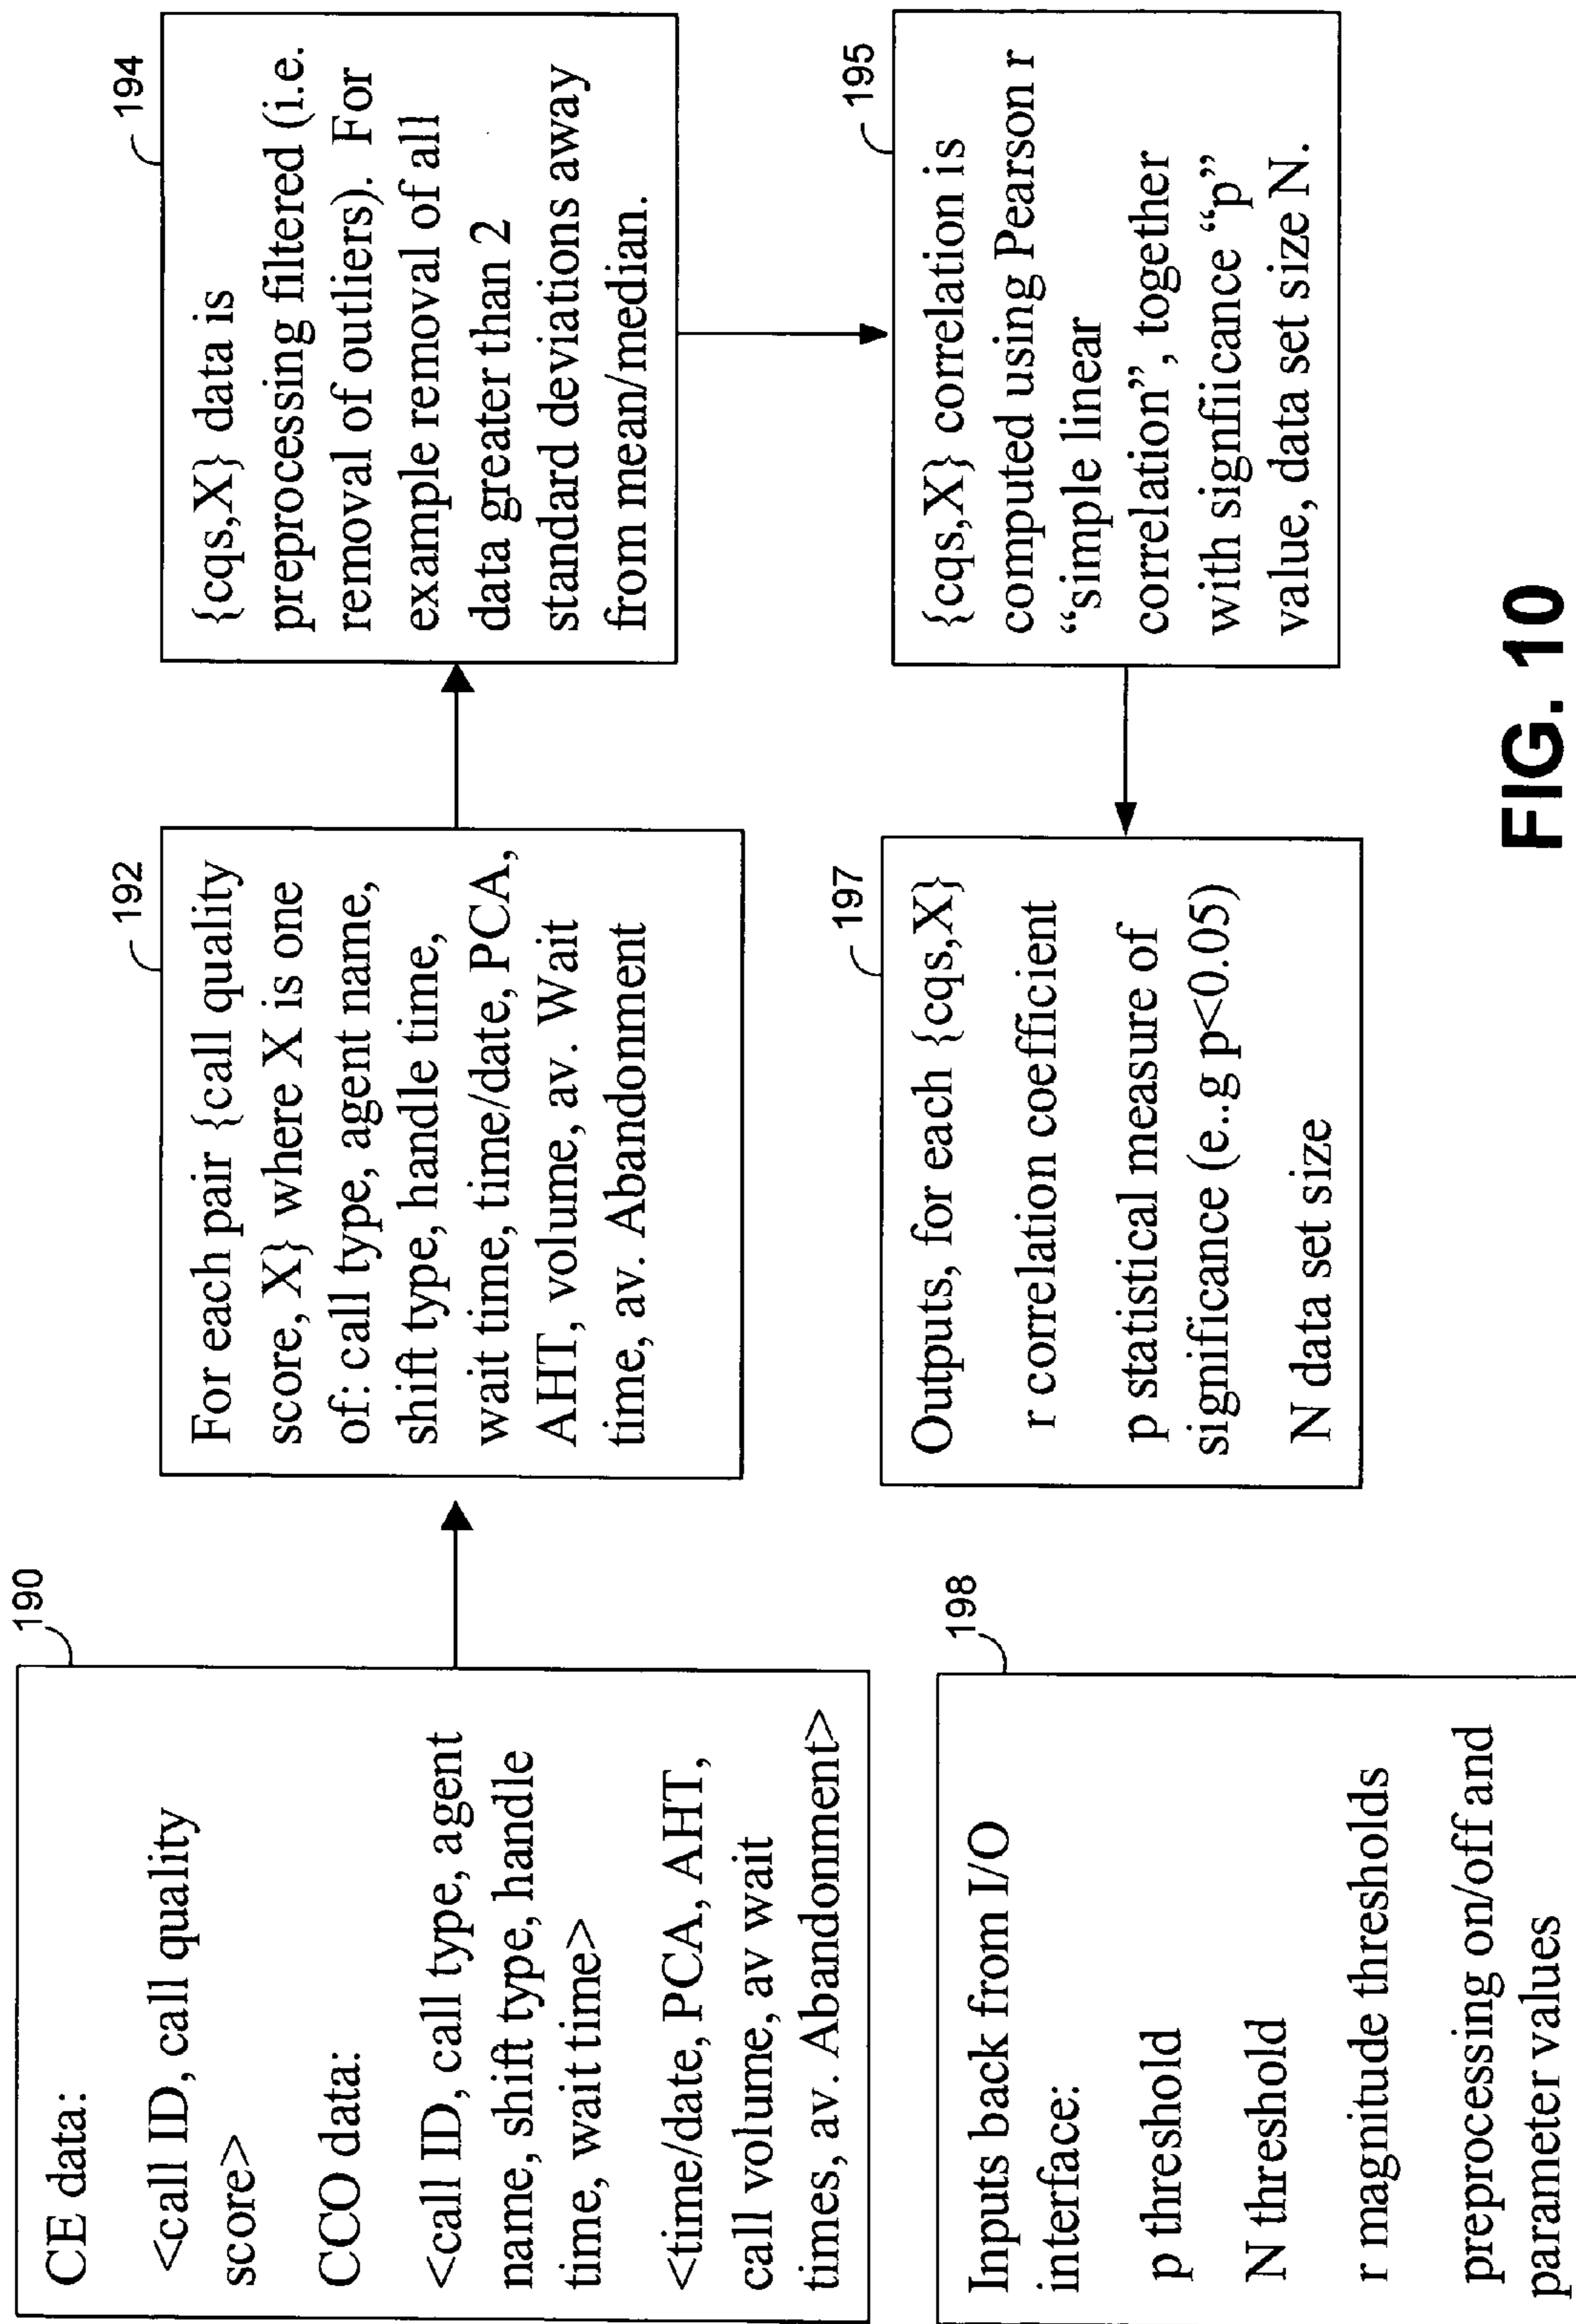 190
CE data:
<call ID, call quality
score>
CCO data:
<call ID, call type, agent
name, shift type, handle
time, wait time>
<time/date, PCA, AHT,
call volume, av wait
times, av. Abandonment>
192
For each pair {call quality
score, X} where X is one
of: call type, agent name,
shift type, handle time,
wait time, time/date, PCA,
AHT, volume, av. Wait
time, av. Abandonment
194
{cqs,X} data is
preprocessing filtered (i.e.
removal of outliers). For
example removal of all
data greater than 2
standard deviations away
from mean/median.
195
{cqs,X} correlation is
computed using Pearson r
“simple linear
correlation”, together
with signfiicance “p”
value, data set size N.
197
Outputs, for each {cqs,X}
r correlation coefficient
p statistical measure of
significance (e..g p<0.05)
N data set size
198
Inputs back from I/O
interface:
p threshold
N threshold
r magnitude thresholds
preprocessing on/off and
parameter values
FIG. 10